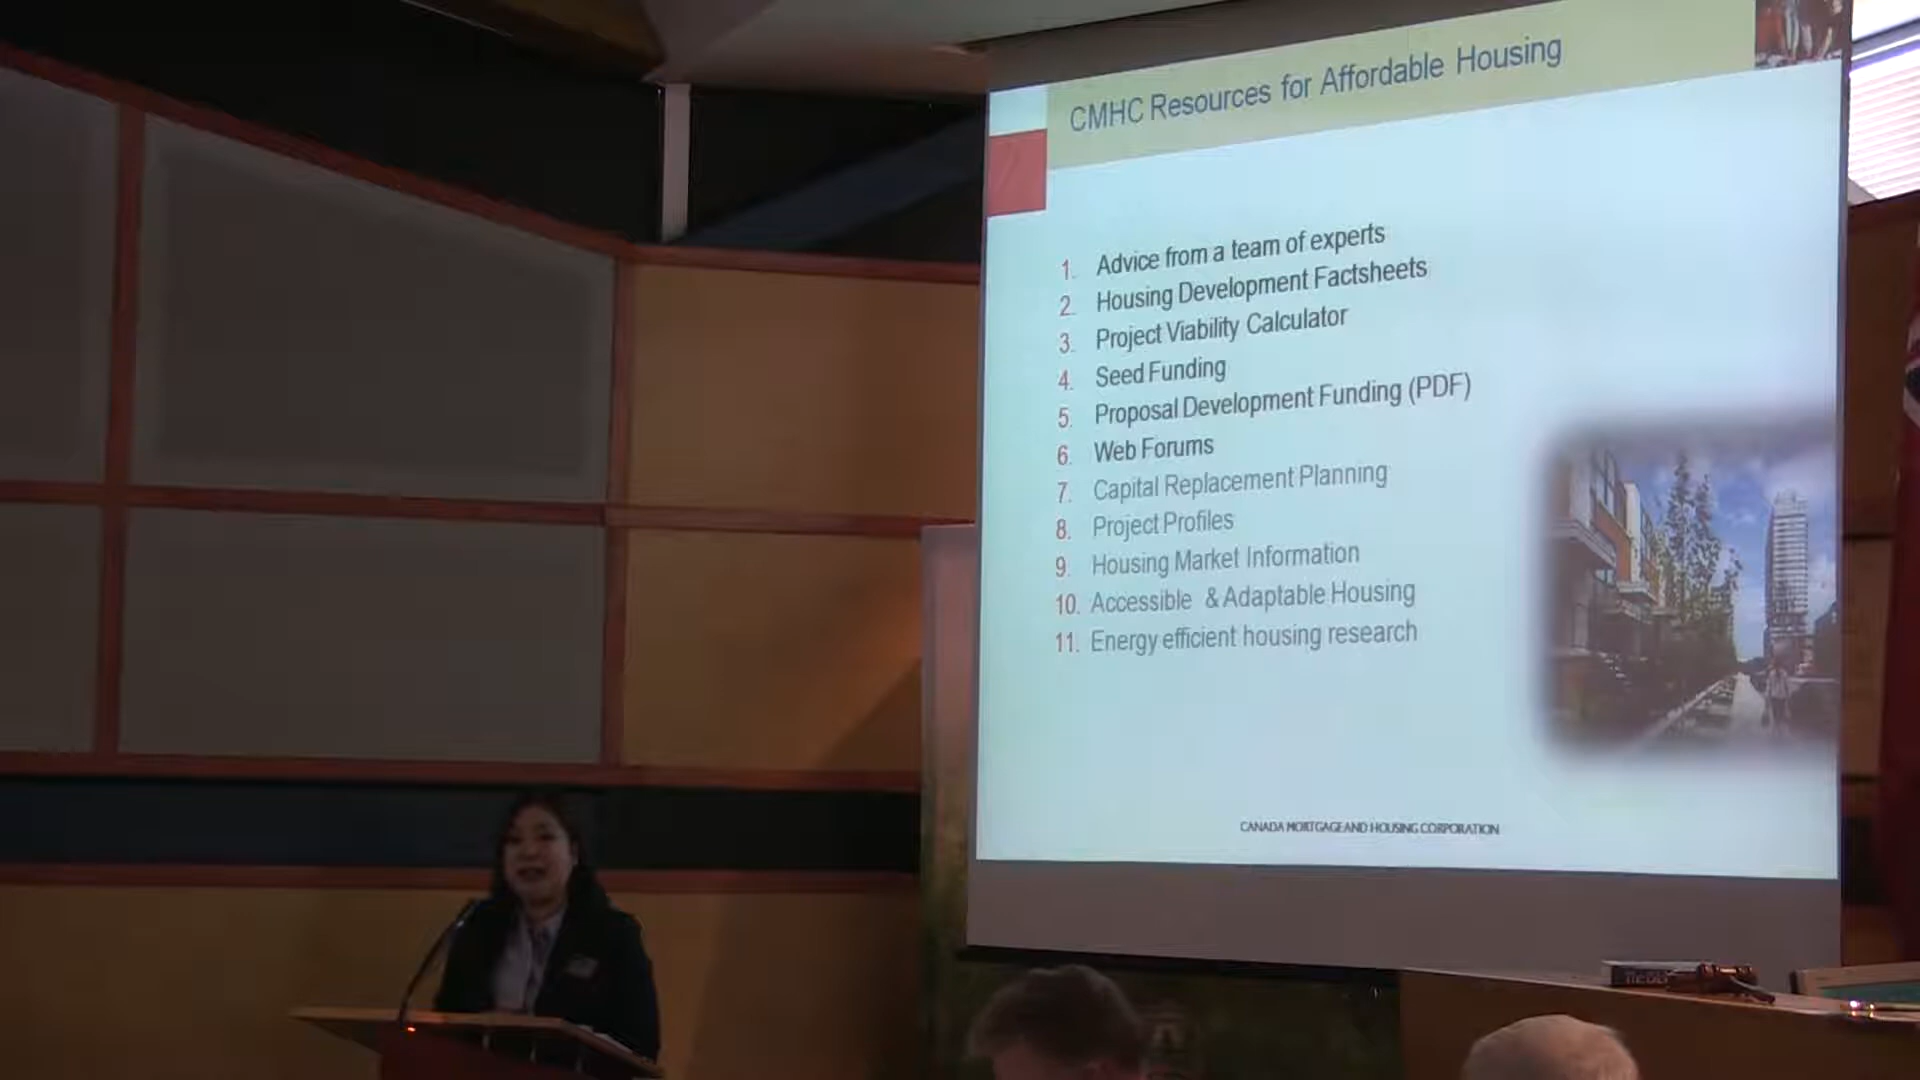 CMHC Resources for Affordable Housing
1. Advice from a team of experts
2. Housing Development Factsheets
3. Project Viability Calculator
4. Seed Funding
5. Proposal Development Funding (PDF)
6. Web Forums
7. Capital Replacement Planning
8. Project Profiles
9. Housing Market Information
10. Accessible & Adaptable Housing
11. Energy efficient housing research
CANADA MORTGAGE AND HOUSING CORPORATION